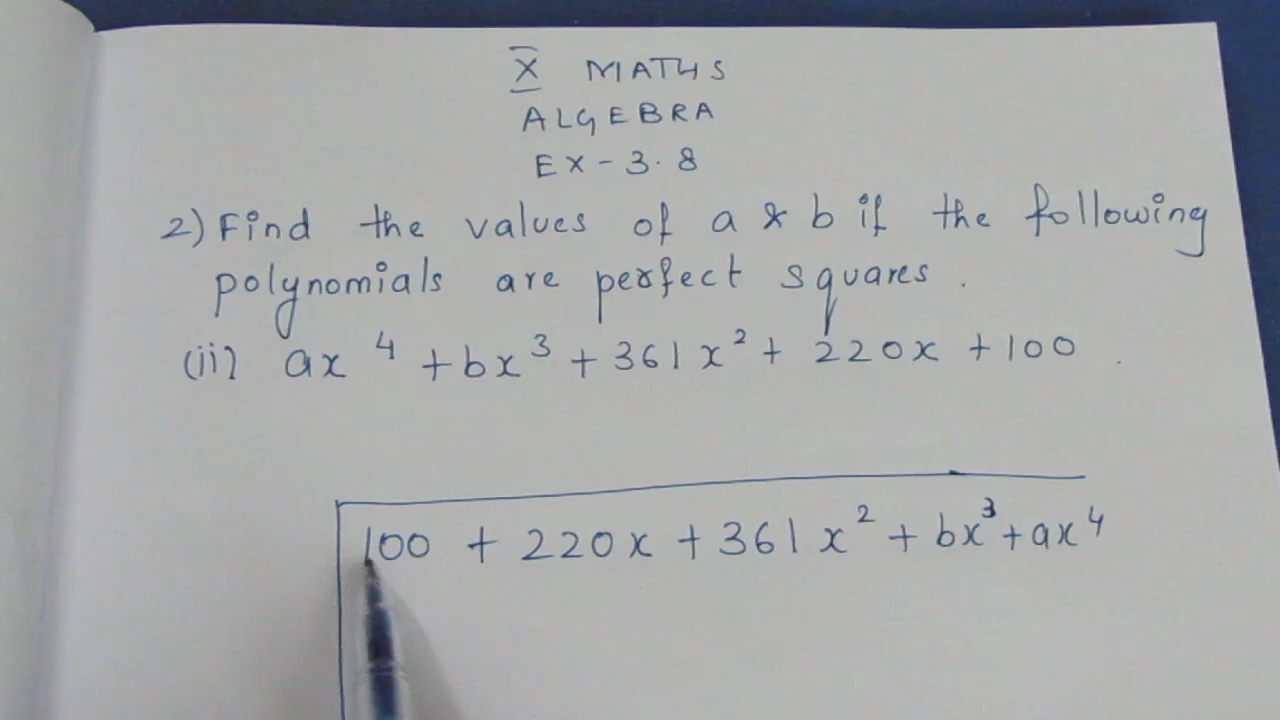 X MATHS
ALGEBRA
EX-3.8
2) Find the values of a & b if the following
polynomials are perfect squares.
(ii) ax⁴ + bx³ + 361x² + 220x + 100.
100 + 220x + 361x² + bx³ + ax⁴